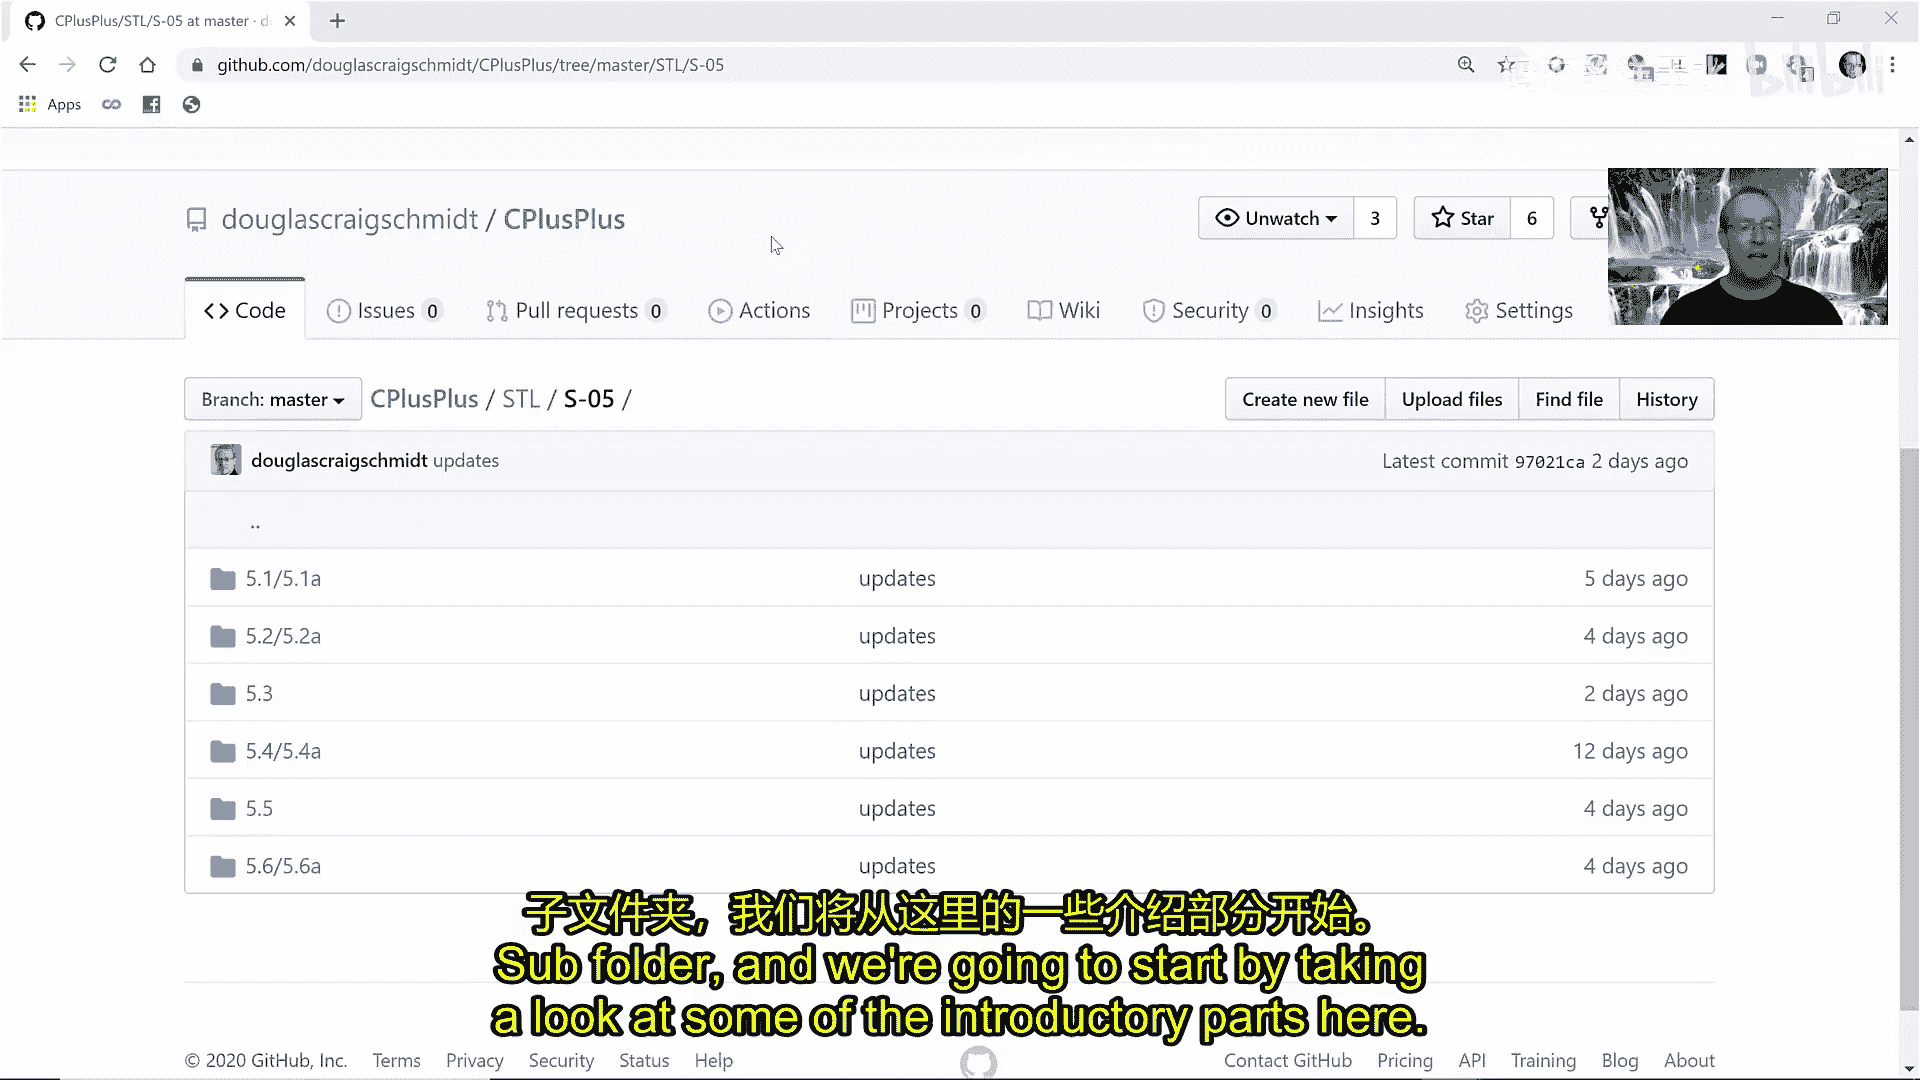 CPlusPlus/STL/S-05 at master · d
github.com/douglascraigschmidt/CPlusPlus/tree/master/STL/S-05
Apps
douglascraigschmidt / CPlusPlus
Unwatch 3 Star 6
Code Issues 0 Pull requests 0 Actions Projects 0 Wiki Security 0 Insights Settings
Branch: master CPlusPlus / STL / S-05 /
Create new file Upload files Find file History
douglascraigschmidt updates Latest commit 97021ca 2 days ago
..
5.1/5.1a updates 5 days ago
5.2/5.2a updates 4 days ago
5.3 updates 2 days ago
5.4/5.4a updates 12 days ago
5.5 updates 4 days ago
5.6/5.6a updates 4 days ago
子文件夹，我们将从这里的一些介绍部分开始。
Sub folder, and we're going to start by taking
a look at some of the introductory parts here.
© 2020 GitHub, Inc. Terms Privacy Security Status Help Contact GitHub Pricing API Training Blog About